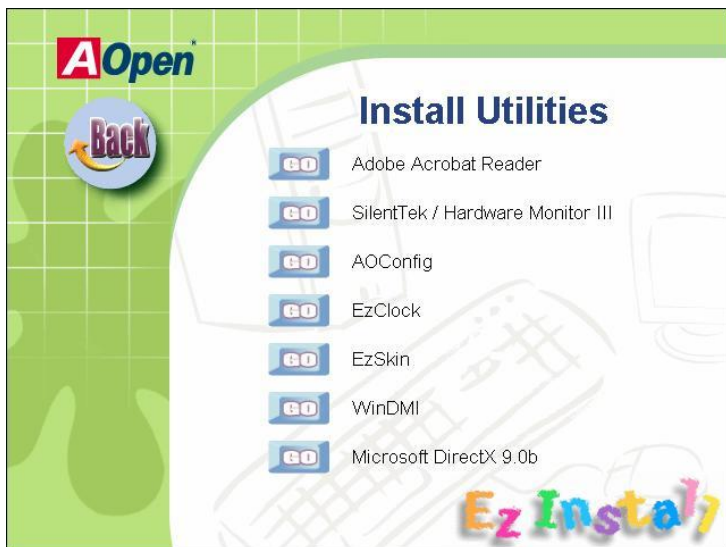 AOpen
Back
Install Utilities
GO Adobe Acrobat Reader
GO SilentTek / Hardware Monitor III
GO AOConfig
GO EzClock
GO EzSkin
GO WinDMI
GO Microsoft DirectX 9.0b
Ez Install